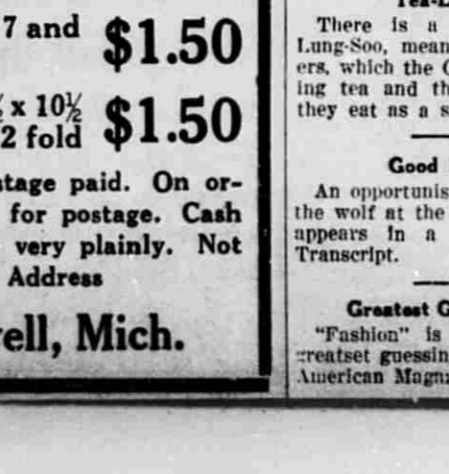 7 and $1.50
x 10½
2 fold $1.50
stage paid. On or-
for postage. Cash
very plainly. Not
Address
ell, Mich.
There is a
Lung-Soo, mean
ers, which the
ing tea and th
they eat as a s
Good
An opportunis
the wolf at the
appears in a
Transcript.
Greatest G
"Fashion" is
greatset guessin
American Maga